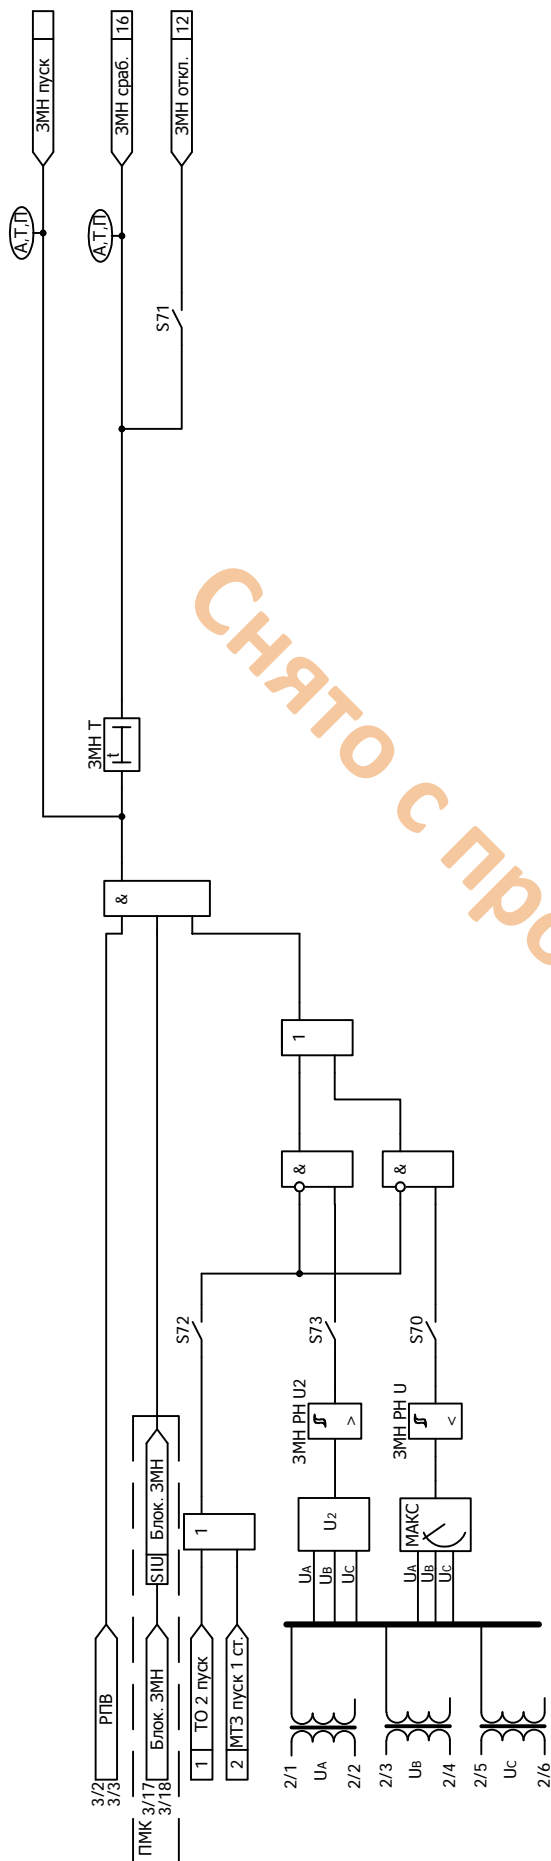 ЗМН пуск
ЗМН сраб. 16
ЗМН откл. 12
А,Т,П
А,Т,П
S71
ЗМН Т
t
&
1
&
&
S72
S73
S70
ЗМН РН U2
>
ЗМН РН U
<
U2
МАКС
UA
UB
UC
UA
UB
UC
1
SIU Блок. ЗМН
РПВ
3/2
3/3
Блок. ЗМН
ПМК
3/17
3/18
1 ТО 2 пуск
2 МТЗ пуск 1 ст.
2/1
UA
2/2
2/3
UB
2/4
2/5
UC
2/6
Снято с про